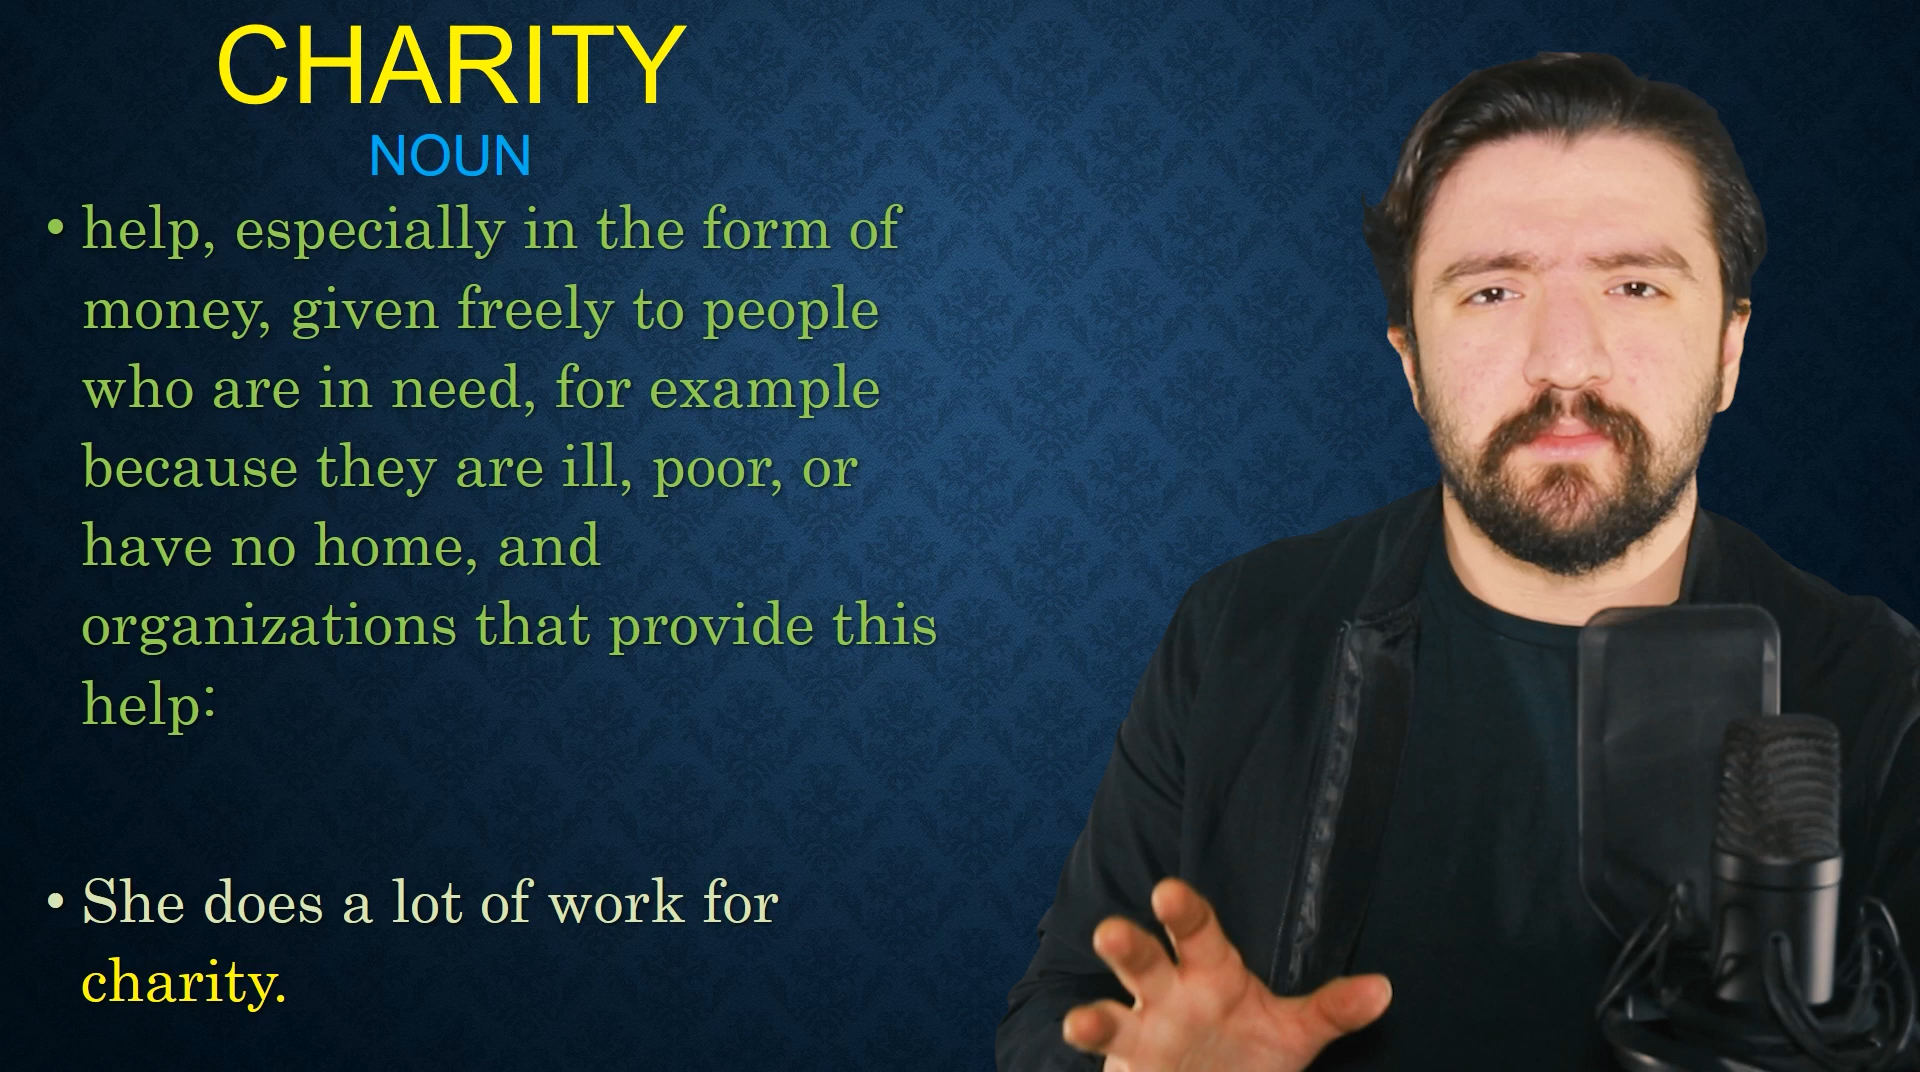 CHARITY
NOUN
• help, especially in the form of
money, given freely to people
who are in need, for example
because they are ill, poor, or
have no home, and
organizations that provide this
help:
• She does a lot of work for
charity.